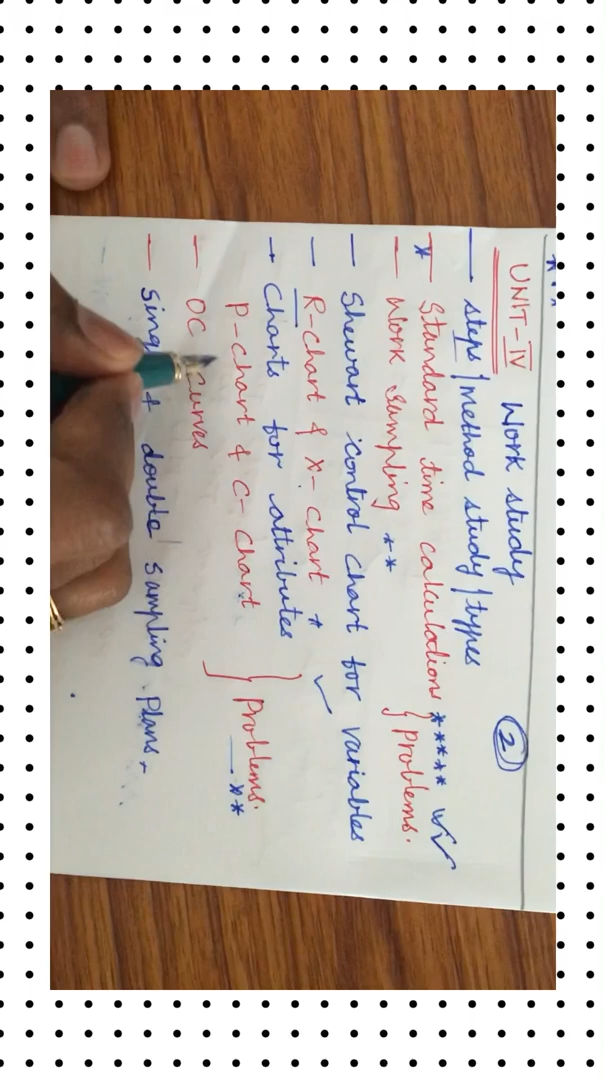 UNIT-IV Work study ②
— steps / method study / types
* — Standard time calculations **** } Problems.
— Work sampling **
— Shewart control chart for variables
— R-chart & X-chart * ✓
→ Charts for attributes
P-chart & C-chart } Problems. **
— OC curves
— double sampling Plans